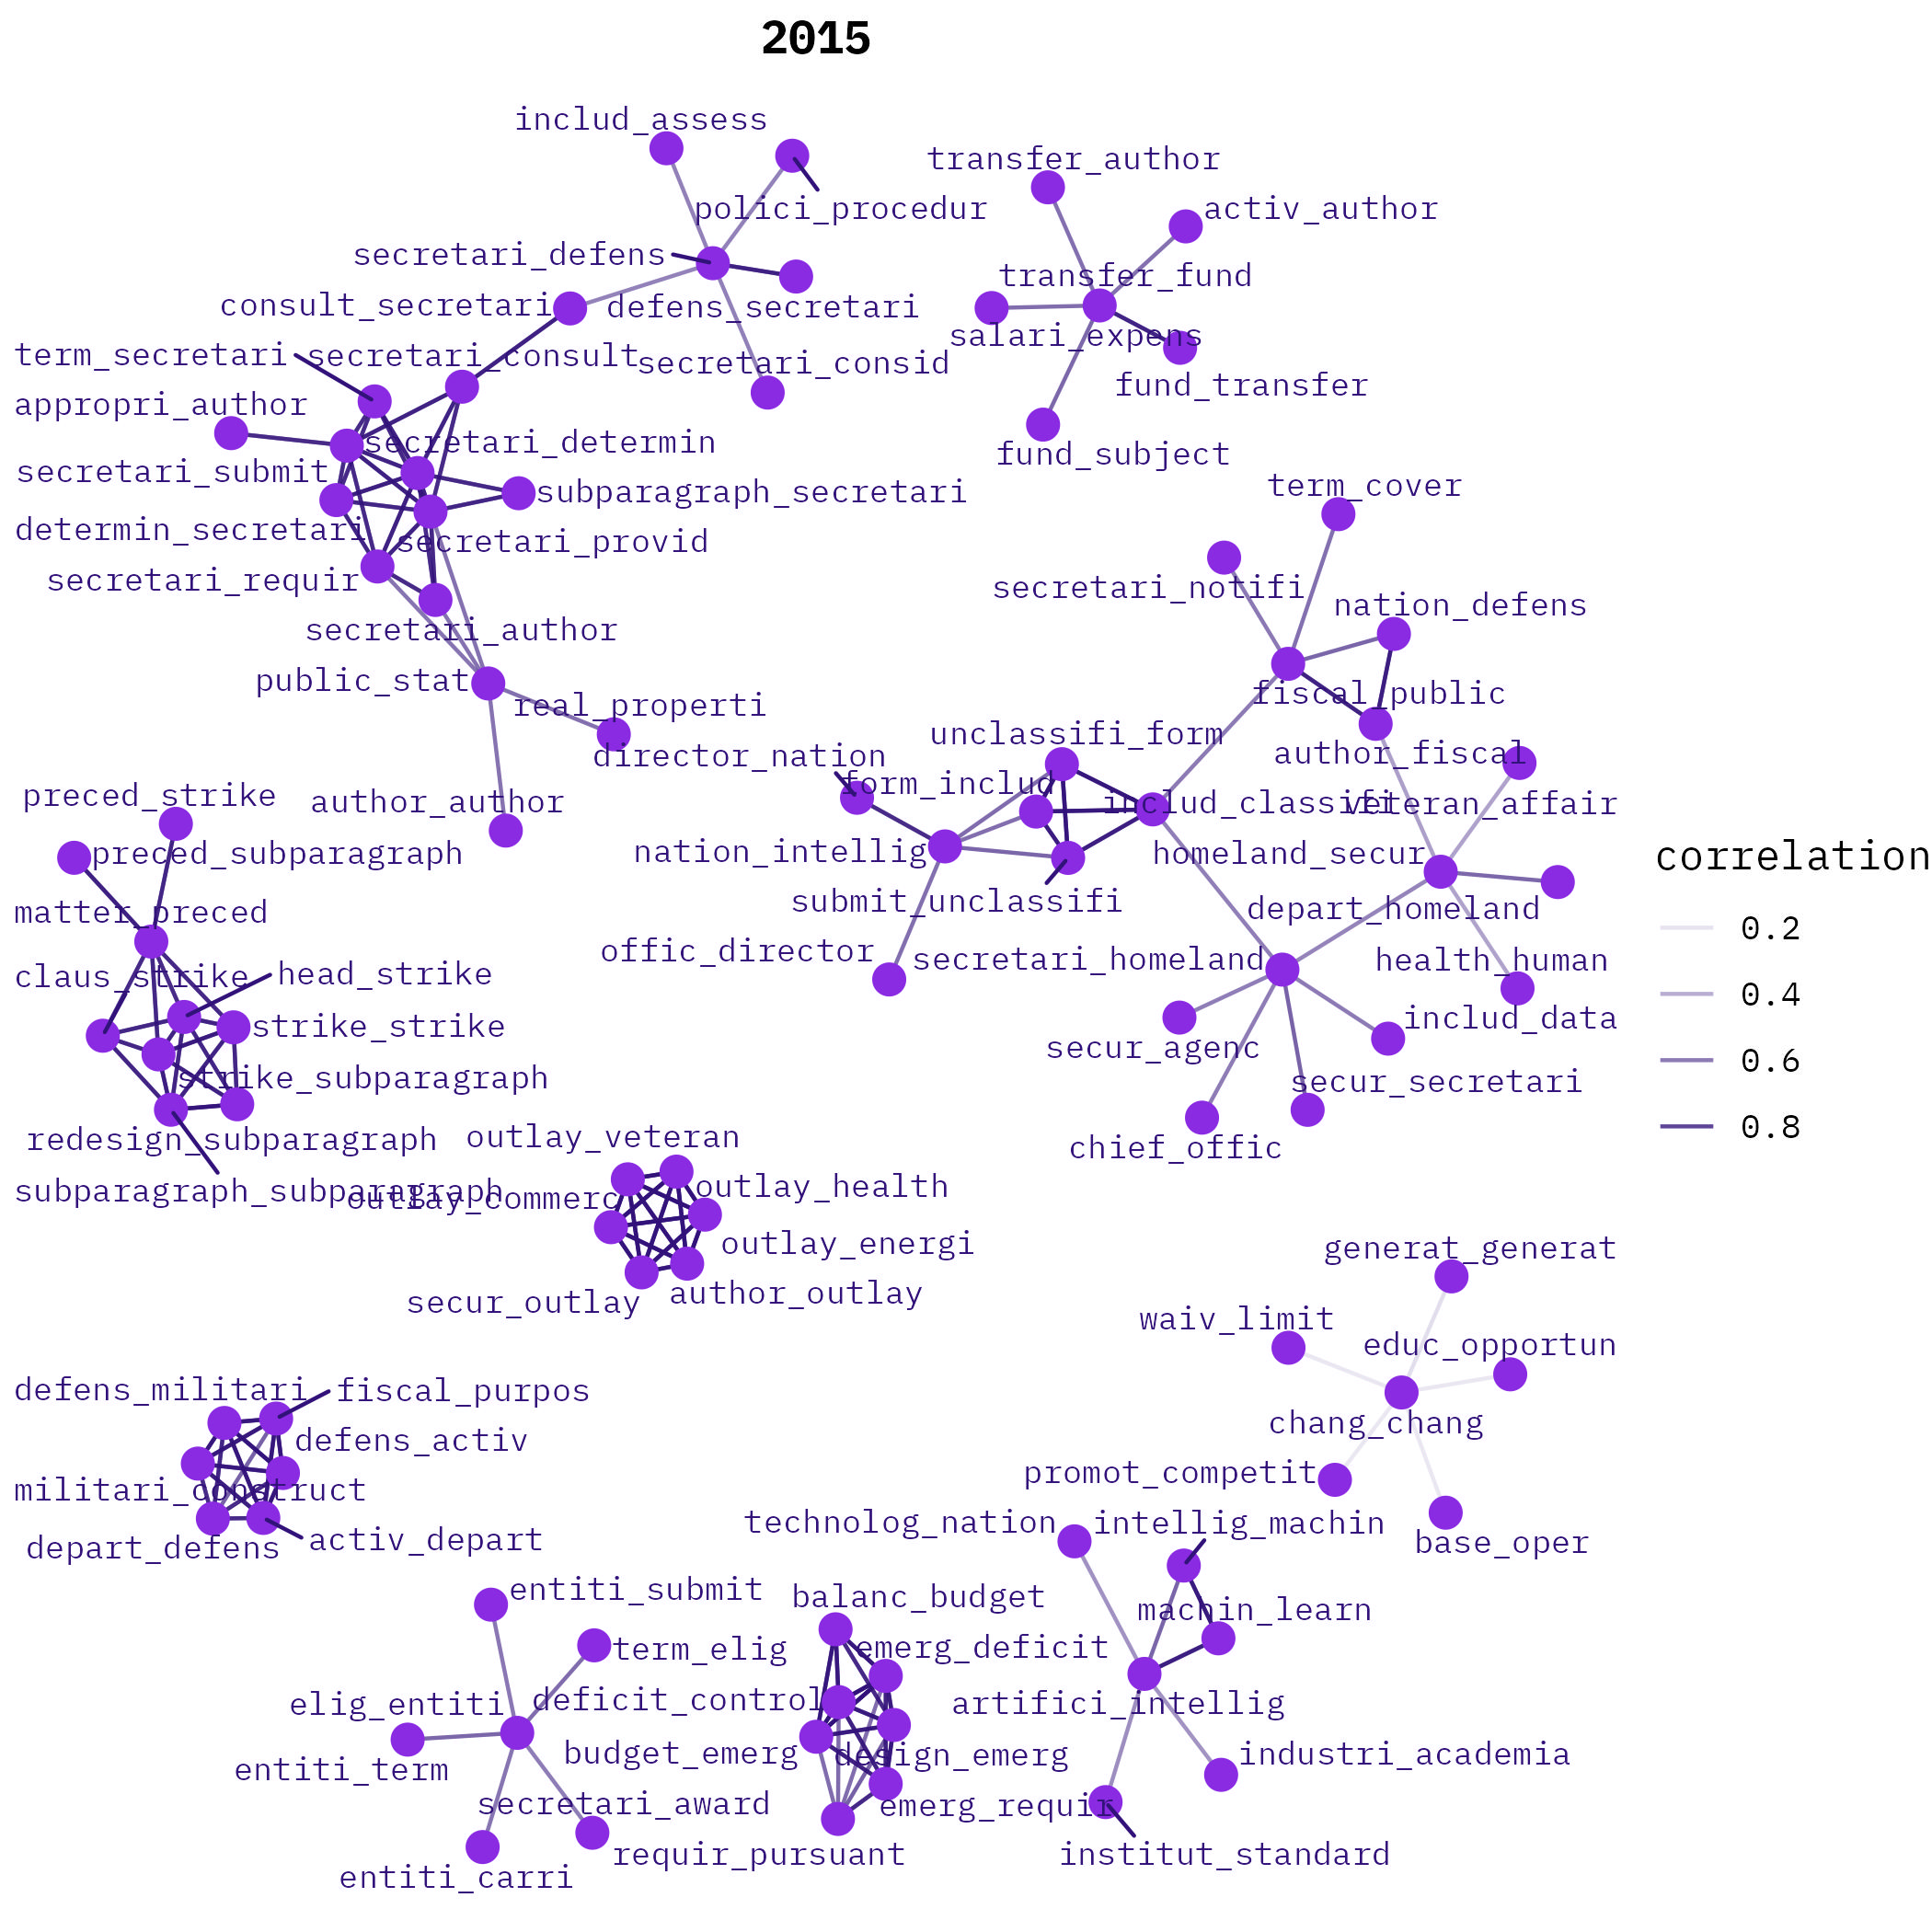 2015
includ_assess
transfer_author
polici_procedur
activ_author
secretari_defens
transfer_fund
consult_secretari
defens_secretari
salari_expens
term_secretari
secretari_consult
secretari_consid
fund_transfer
appropri_author
secretari_determin
fund_subject
secretari_submit
subparagraph_secretari
term_cover
determin_secretari
secretari_provid
secretari_requir
secretari_notifi
nation_defens
secretari_author
public_stat
real_properti
fiscal_public
director_nation
unclassifi_form
author_fiscal
form_includ
preced_strike
author_author
includ_classifi
veteran_affair
preced_subparagraph
nation_intellig
homeland_secur
correlation
submit_unclassifi
depart_homeland
matter_preced
0.2
offic_director
secretari_homeland
health_human
claus_strike
head_strike
0.4
strike_strike
includ_data
secur_agenc
0.6
strike_subparagraph
secur_secretari
redesign_subparagraph
outlay_veteran
chief_offic
0.8
subparagraph_subparagraph
outlay_commerc
outlay_health
outlay_energi
generat_generat
secur_outlay
author_outlay
waiv_limit
educ_opportun
defens_militari
fiscal_purpos
chang_chang
defens_activ
militari_construct
promot_competit
depart_defens
activ_depart
technolog_nation
intellig_machin
base_oper
entiti_submit
balanc_budget
machin_learn
term_elig
emerg_deficit
elig_entiti
deficit_control
artifici_intellig
entiti_term
budget_emerg
design_emerg
industri_academia
secretari_award
emerg_requir
entiti_carri
requir_pursuant
institut_standard